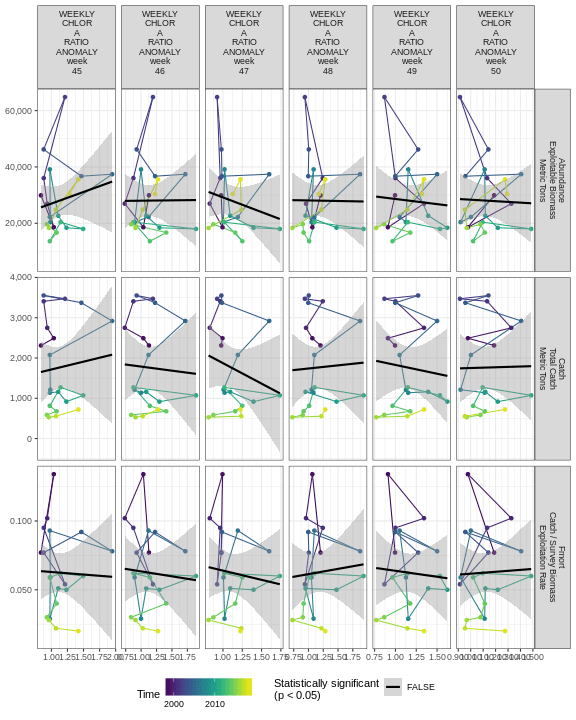 WEEKLY CHLOR A RATIO ANOMALY week 45
WEEKLY CHLOR A RATIO ANOMALY week 46
WEEKLY CHLOR A RATIO ANOMALY week 47
WEEKLY CHLOR A RATIO ANOMALY week 48
WEEKLY CHLOR A RATIO ANOMALY week 49
WEEKLY CHLOR A RATIO ANOMALY week 50
60,000
40,000
20,000
Abundance
Exploitable Biomass
Metric Tons
4,000
3,000
2,000
1,000
0
Catch
Total Catch
Metric Tons
0.100
0.050
Fmort
Catch / Survey Biomass
Exploitation Rate
1.00 1.25 1.50 1.75 2.00
0.75 1.00 1.25 1.50 1.75
0.50 1.00 1.50 1.75
0.75 1.00 1.25 1.50
0.75 1.00 1.50
Time
2000 2010
Statistically significant
(p < 0.05)
FALSE